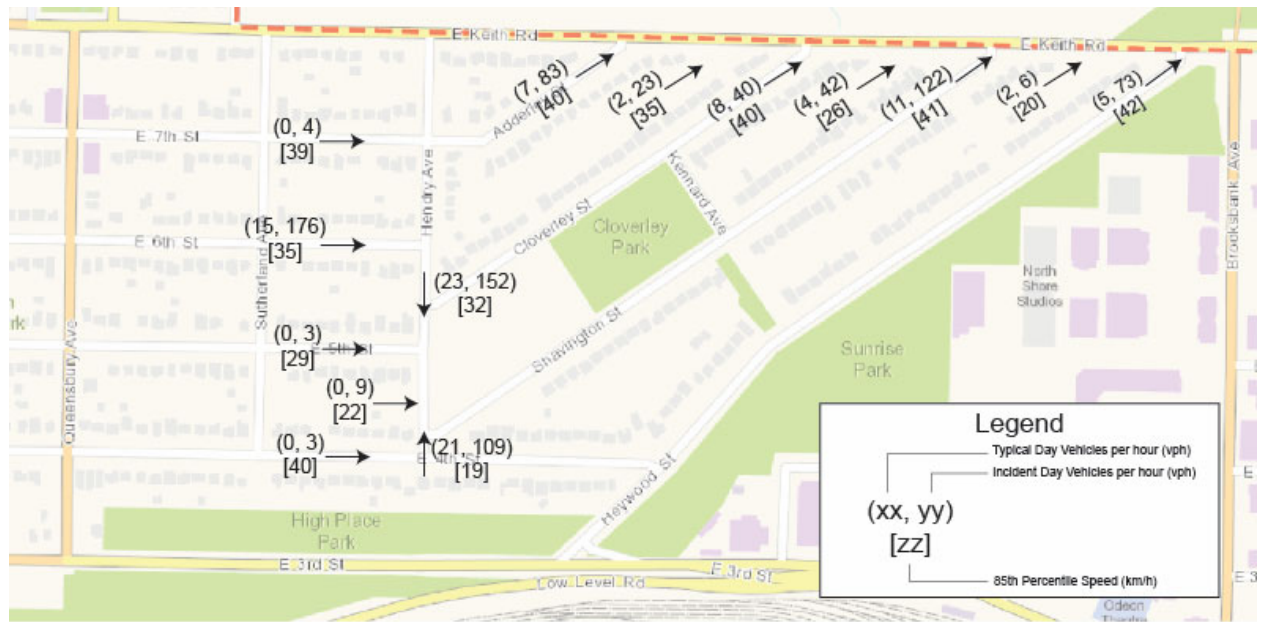 E Keith Rd
E Keith Rd
(7, 83)
[40]
(2, 23)
[35]
(8, 40)
[40]
(4, 42)
[26]
(11, 122)
[41]
(2, 6)
[20]
(5, 73)
[42]
E 7th St
(0, 4)
[39]
Hendry Ave
Kennard Ave
Brooksbank Ave
Cloverley St
Cloverley
Park
E 6th St
(15, 176)
[35]
Sutherland Ave
(23, 152)
[32]
North
Shore
Studios
Queensbury Ave
(0, 3)
[29]
E 5th St
Shavington St
Sunrise
Park
(0, 9)
[22]
(0, 3)
[40]
E 4th St
(21, 109)
[19]
Heywood St
High Place
Park
E 3rd St
Low Level Rd
E 3rd St
E 3
Legend
Typical Day Vehicles per hour (vph)
Incident Day Vehicles per hour (vph)
(xx, yy)
[zz]
85th Percentile Speed (km/h)
Odeon